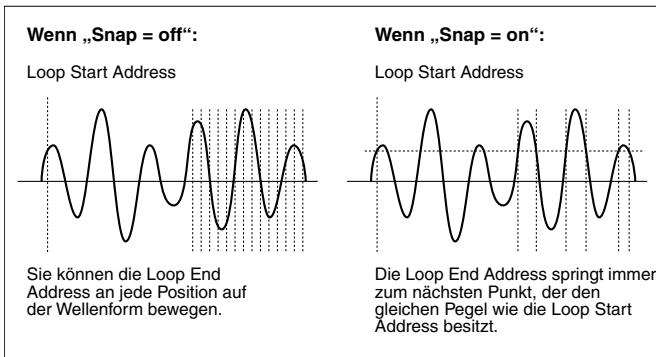 Wenn „Snap = off“:
Loop Start Address
Sie können die Loop End
Address an jede Position auf
der Wellenform bewegen.
Wenn „Snap = on“:
Loop Start Address
Die Loop End Address springt immer
zum nächsten Punkt, der den
gleichen Pegel wie die Loop Start
Address besitzt.